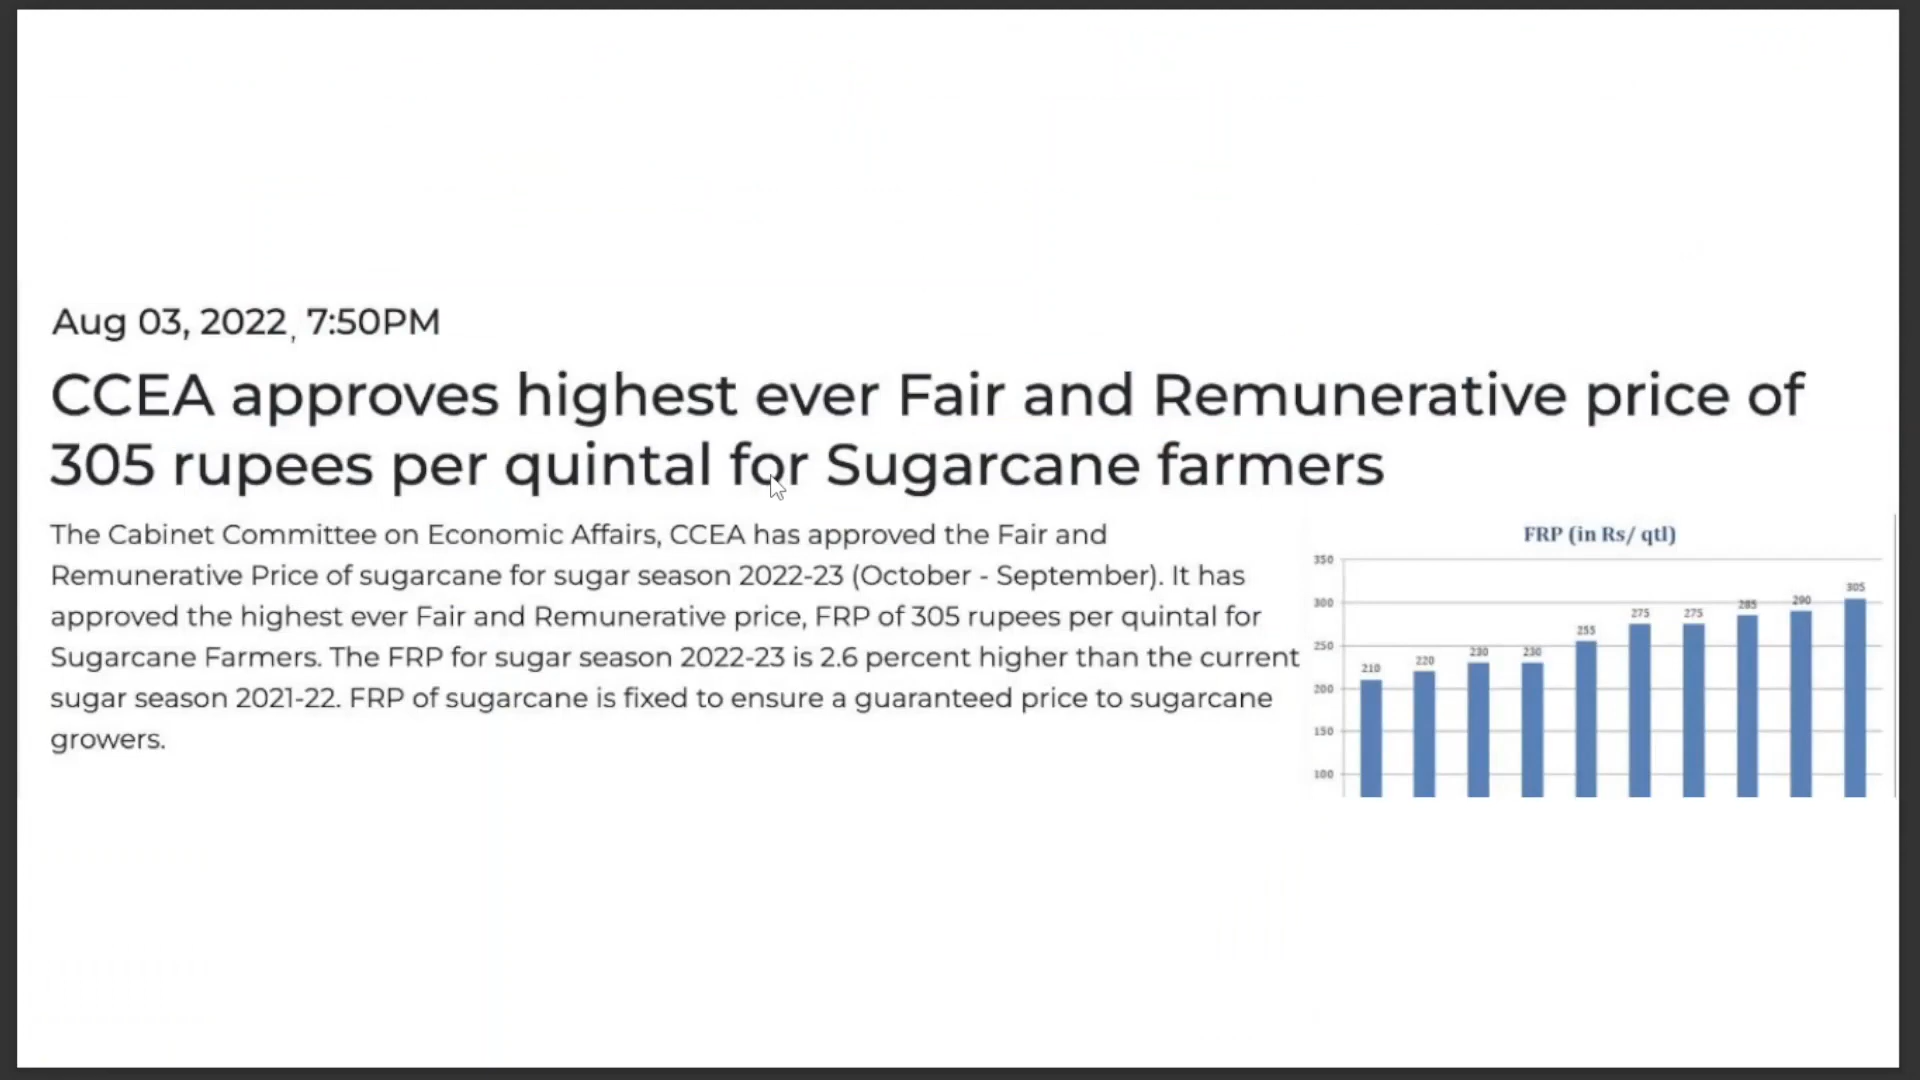 Aug 03, 2022, 7:50PM
CCEA approves highest ever Fair and Remunerative price of
305 rupees per quintal for Sugarcane farmers
The Cabinet Committee on Economic Affairs, CCEA has approved the Fair and
Remunerative Price of sugarcane for sugar season 2022-23 (October - September). It has
approved the highest ever Fair and Remunerative price, FRP of 305 rupees per quintal for
Sugarcane Farmers. The FRP for sugar season 2022-23 is 2.6 percent higher than the current
sugar season 2021-22. FRP of sugarcane is fixed to ensure a guaranteed price to sugarcane
growers.
FRP (in Rs/ qtl)
350
300
250
200
150
100
210
220
230
230
255
275
275
285
290
305